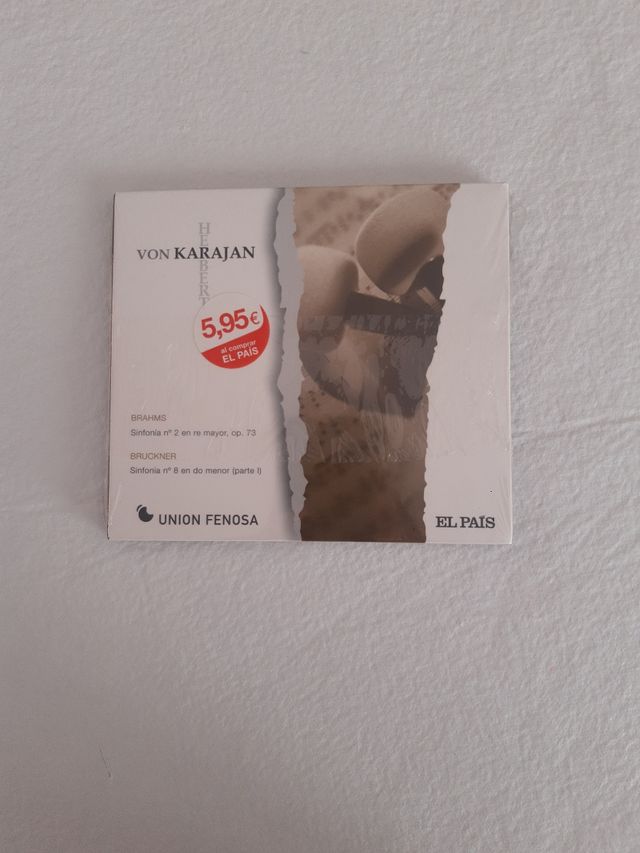 HERBERT
VON KARAJAN
5,95€
al comprar
EL PAÍS
BRAHMS
Sinfonía nº 2 en re mayor, op. 73
BRUCKNER
Sinfonía nº 8 en do menor (parte I)
UNION FENOSA
EL PAÍS